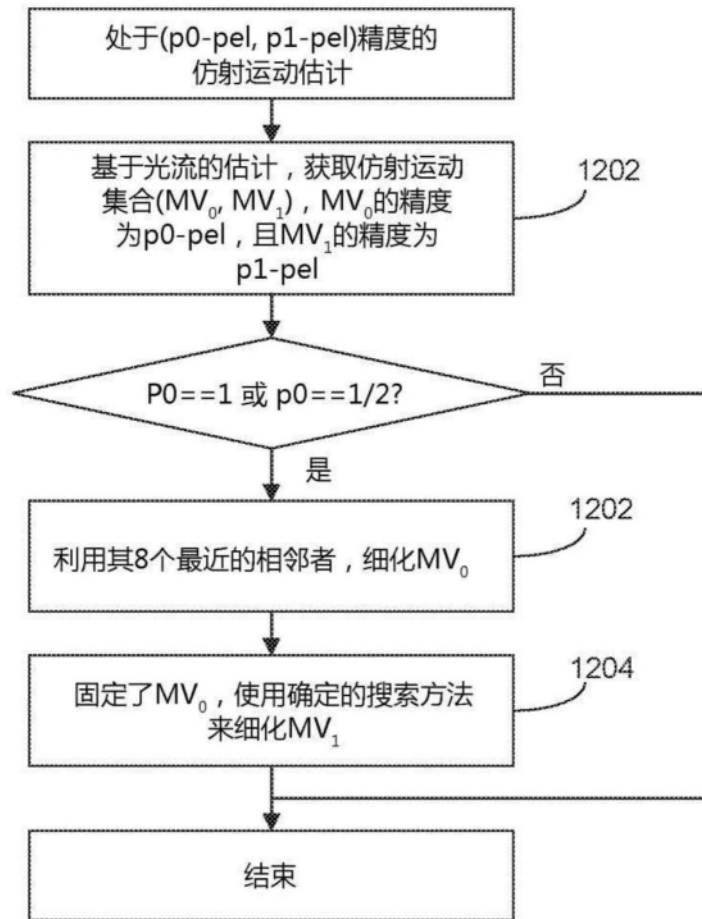 处于(p0-pel, p1-pel)精度的
仿射运动估计
基于光流的估计，获取仿射运动
集合(MV₀, MV₁)，MV₀的精度
为p0-pel，且MV₁的精度为
p1-pel
1202
P0==1 或 p0==1/2?
否
是
利用其8个最近的相邻者，细化MV₀
1202
固定了MV₀，使用确定的搜索方法
来细化MV₁
1204
结束